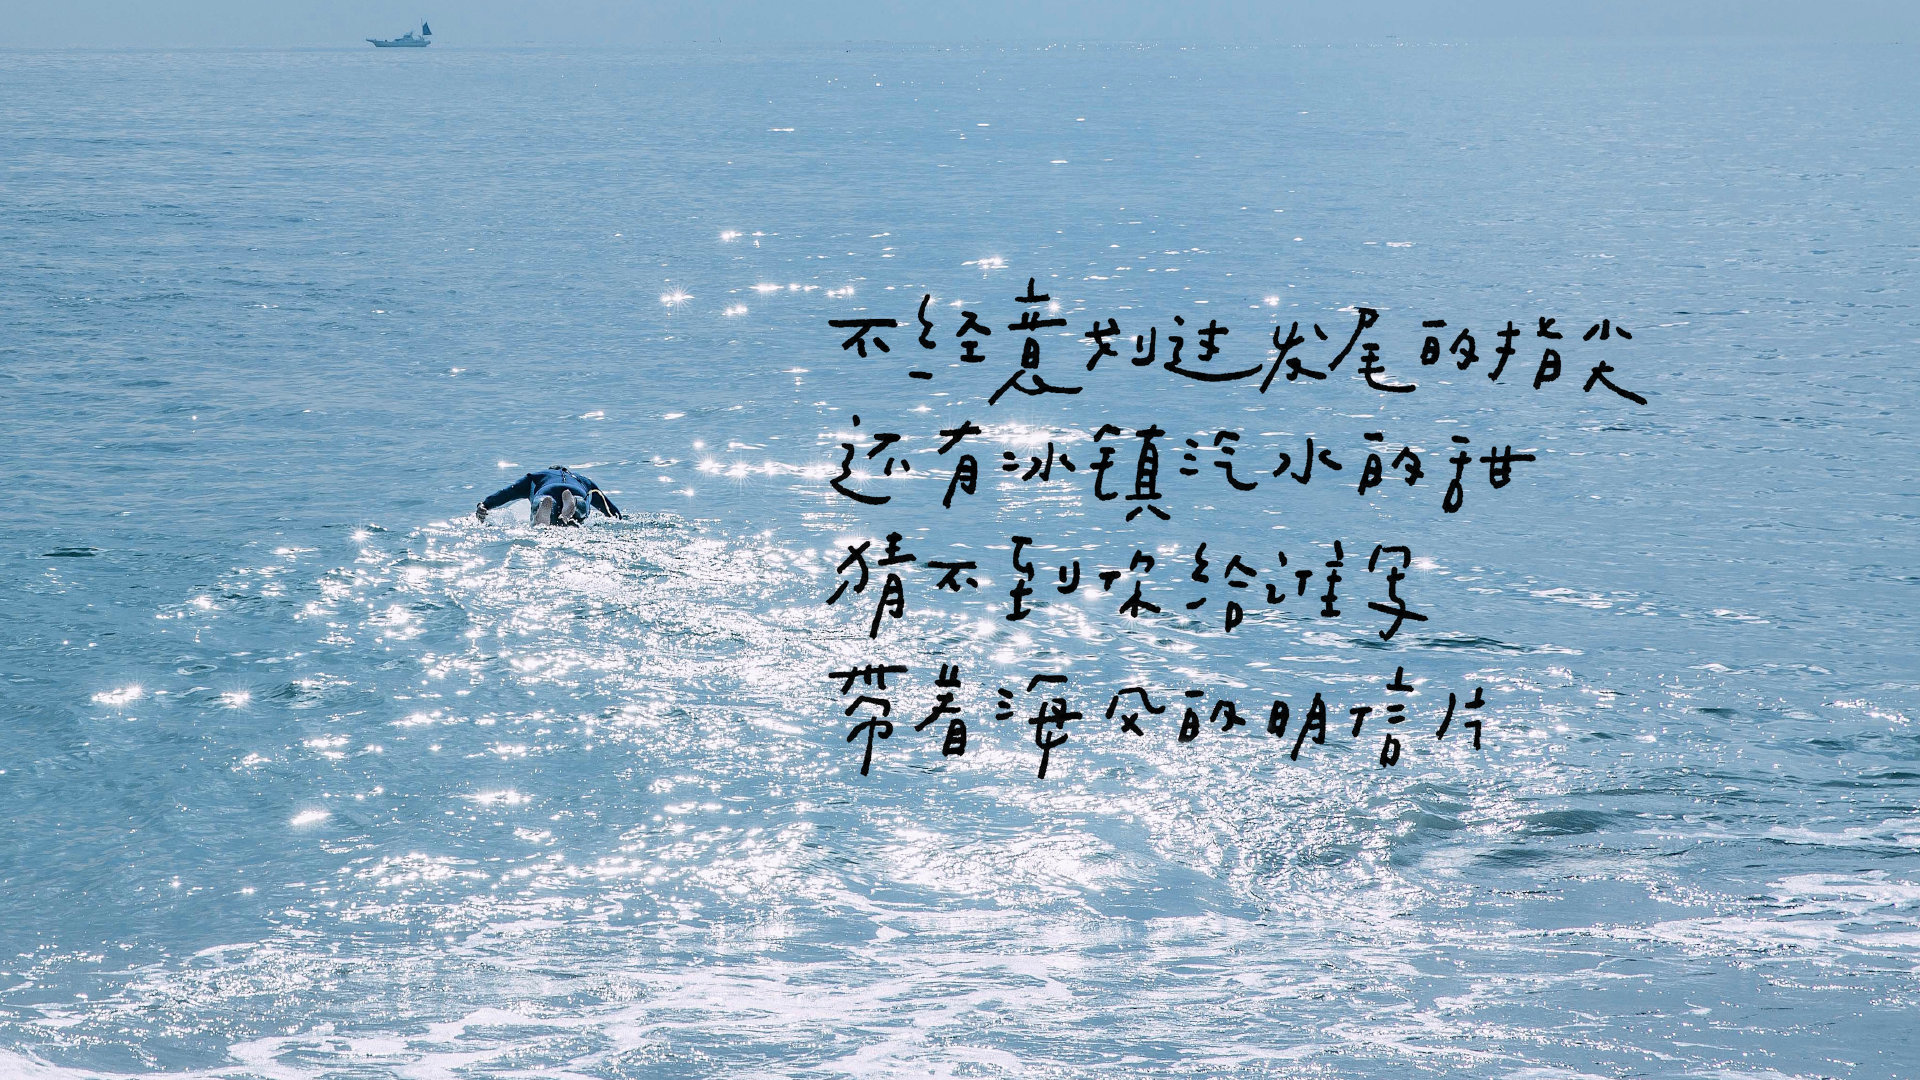 不经意划过发尾的指尖
还有冰镇汽水的甜
猜不到你给谁写
带着海风的明信片